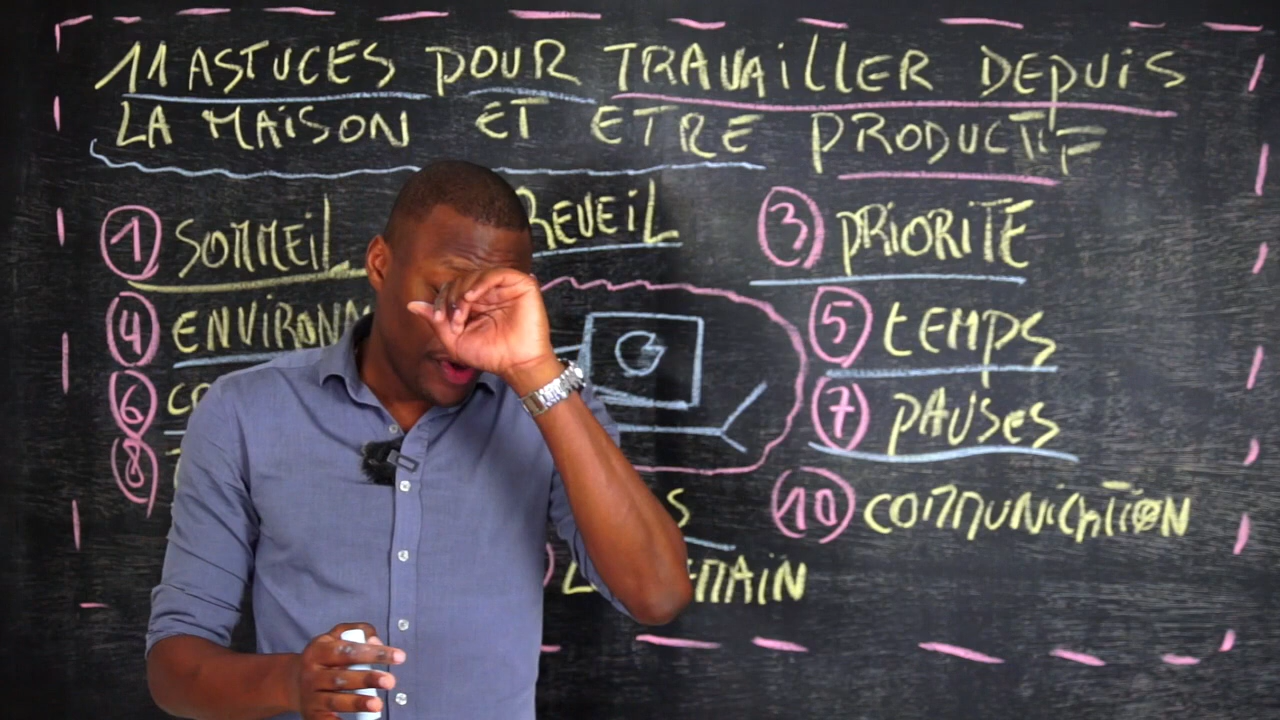 11 ASTUCES POUR TRAVAILLER DEPUIS
LA MAISON ET ETRE PRODUCTIF
1 SOMMEIL REVEIL 3 PRIORITE
4 5 TEMPS
6 7 PAUSES
8
10 COMMUNICATION